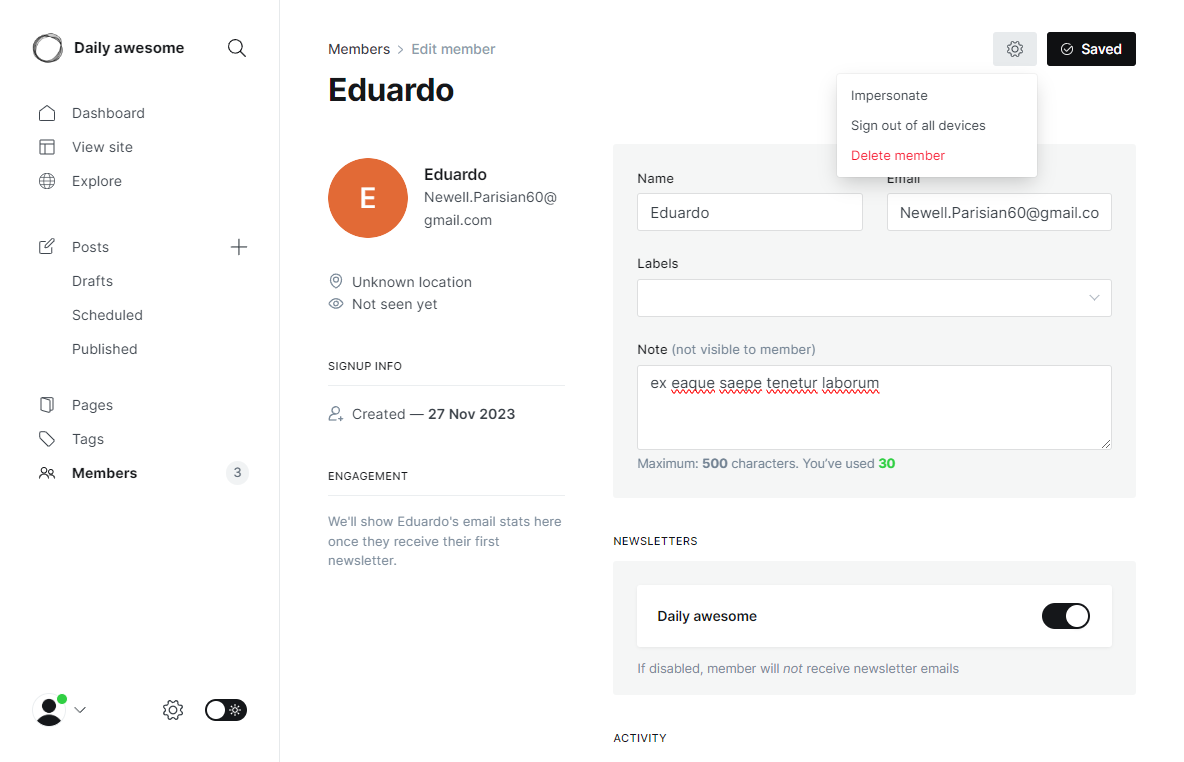 Daily awesome
Dashboard
View site
Explore
Posts
Drafts
Scheduled
Published
Pages
Tags
Members 3
Members > Edit member
Saved
Eduardo
Impersonate
Sign out of all devices
Delete member
E
Eduardo
Newell.Parisian60@
gmail.com
Unknown location
Not seen yet
SIGNUP INFO
Created — 27 Nov 2023
ENGAGEMENT
We'll show Eduardo's email stats here
once they receive their first
newsletter.
Name Email
Eduardo Newell.Parisian60@gmail.co
Labels
Note (not visible to member)
ex eaque saepe tenetur laborum
Maximum: 500 characters. You’ve used 30
NEWSLETTERS
Daily awesome
If disabled, member will not receive newsletter emails
ACTIVITY